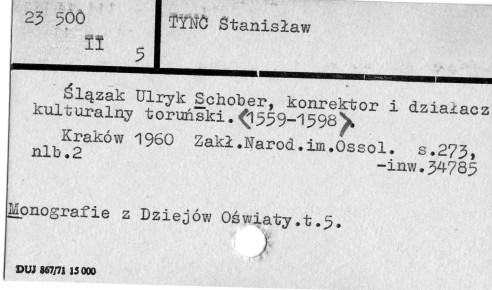 23 500
II
5
TYNC Stanisław
Ślązak Ulryk Schober, konrektor i działacz
kulturalny toruński.<1559-1598>.
Kraków 1960 Zakł.Narod.im.Ossol. s.273,
nlb.2
-inw.34785
Monografie z Dziejów Oświaty.t.5.
DUJ 867/71 15 000